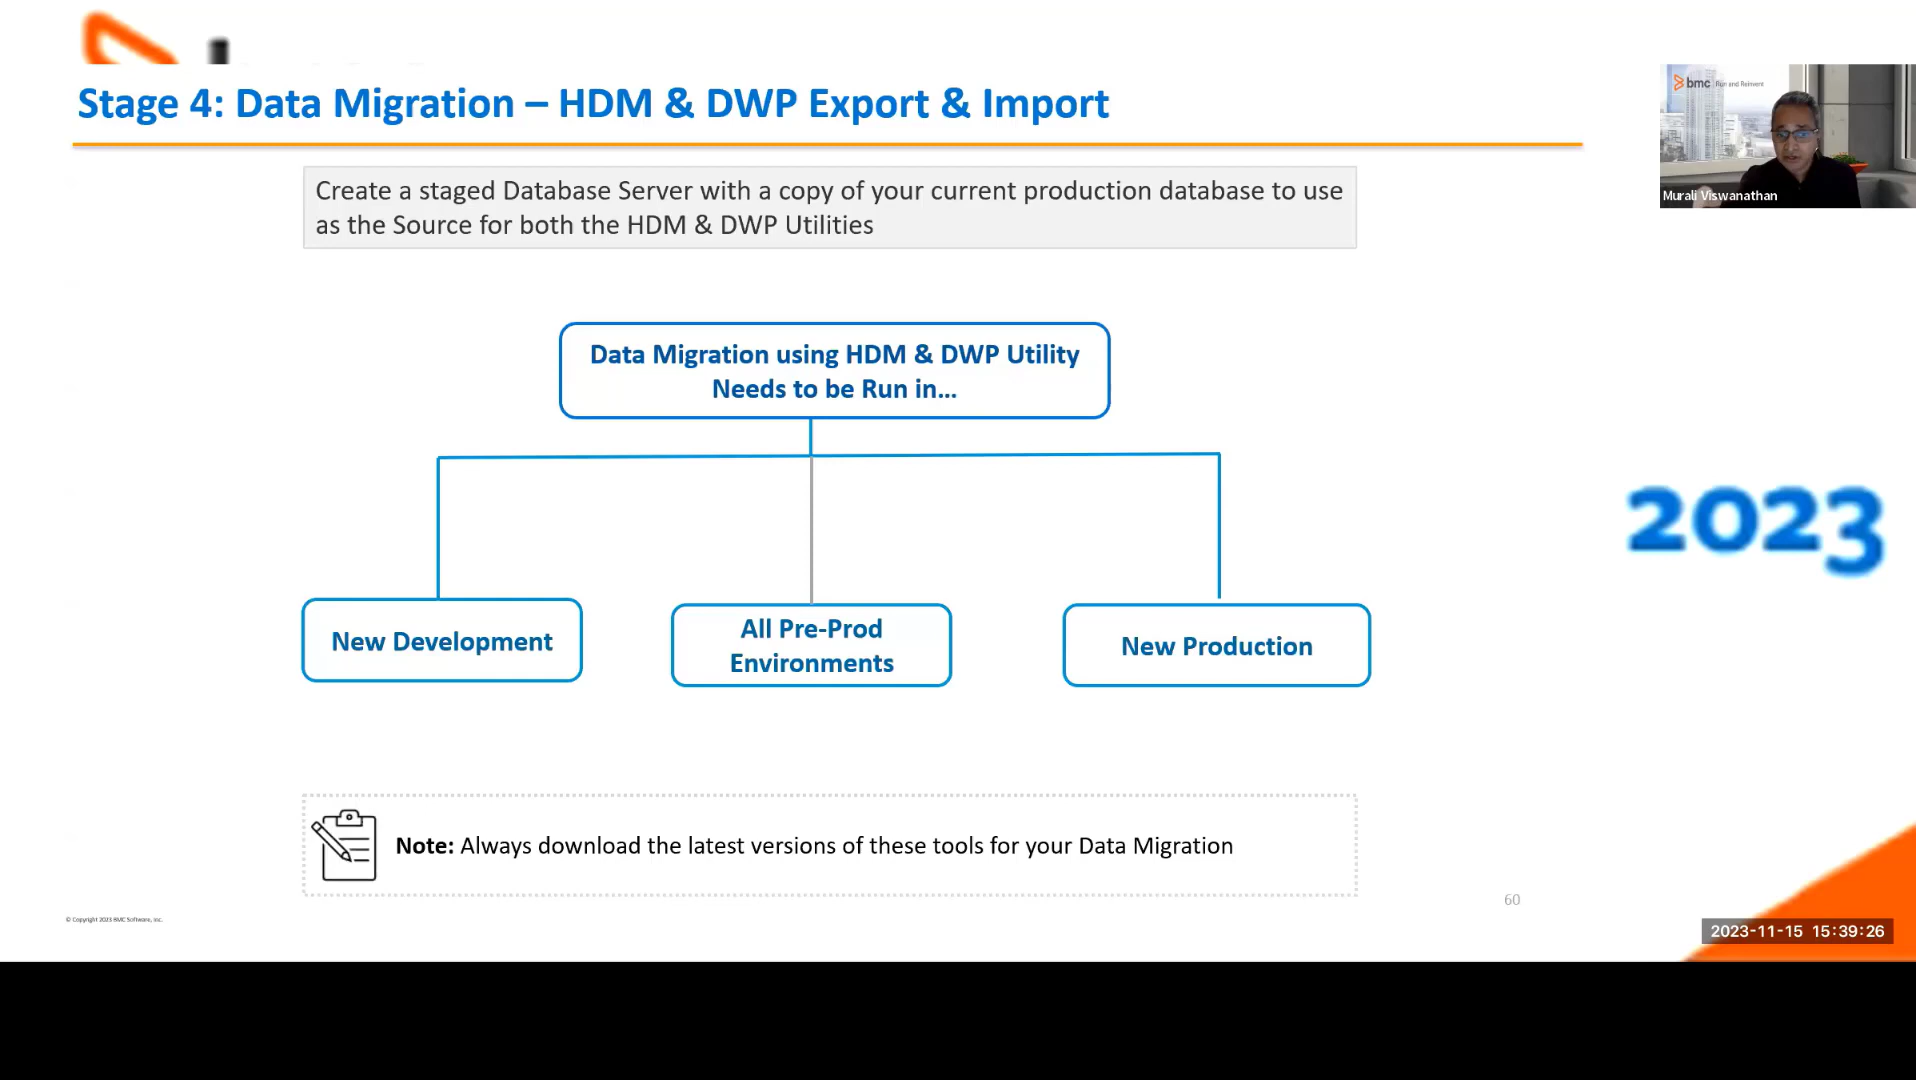 Stage 4: Data Migration – HDM & DWP Export & Import
bmc Run and Reinvent
Murali Viswanathan
Create a staged Database Server with a copy of your current production database to use
as the Source for both the HDM & DWP Utilities
Data Migration using HDM & DWP Utility
Needs to be Run in...
2023
New Development
All Pre-Prod
Environments
New Production
Note: Always download the latest versions of these tools for your Data Migration
60
© Copyright 2023 BMC Software, Inc.
2023-11-15 15:39:26